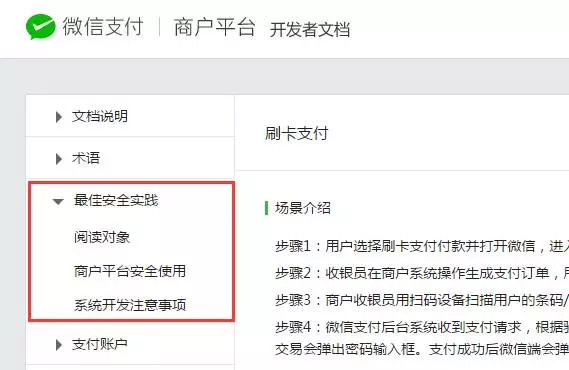 微信支付 | 商户平台 开发者文档
文档说明
术语
最佳安全实践
阅读对象
商户平台安全使用
系统开发注意事项
支付账户
刷卡支付
场景介绍
步骤1：用户选择刷卡支付付款并打开微信，进入
步骤2：收银员在商户系统操作生成支付订单，用
步骤3：商户收银员用扫码设备扫描用户的条码/
步骤4：微信支付后台系统收到支付请求，根据
交易会弹出密码输入框。支付成功后微信端会弹